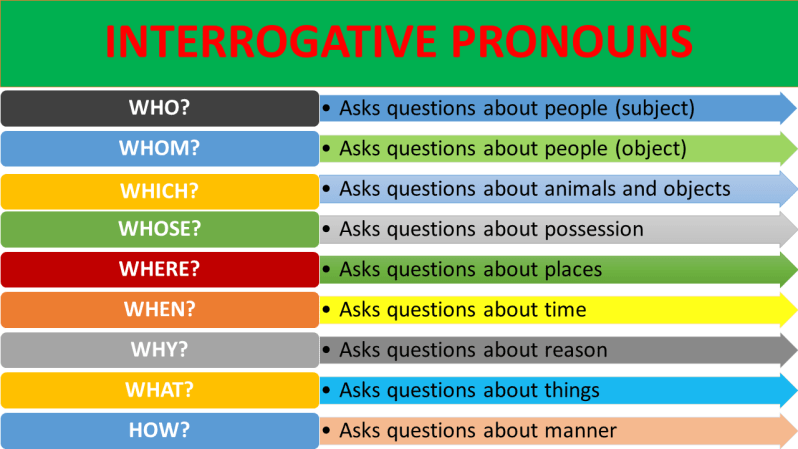 INTERROGATIVE PRONOUNS
WHO? • Asks questions about people (subject)
WHOM? • Asks questions about people (object)
WHICH? • Asks questions about animals and objects
WHOSE? • Asks questions about possession
WHERE? • Asks questions about places
WHEN? • Asks questions about time
WHY? • Asks questions about reason
WHAT? • Asks questions about things
HOW? • Asks questions about manner